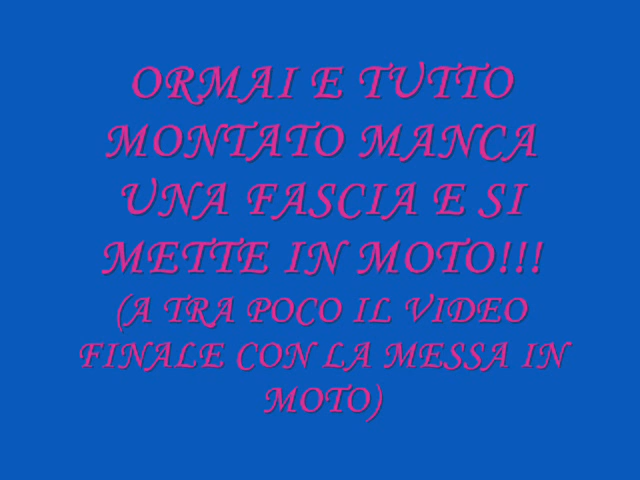 ORMAI E TUTTO
MONTATO MANCA
UNA FASCIA E SI
METTE IN MOTO!!!
(A TRA POCO IL VIDEO
FINALE CON LA MESSA IN
MOTO)